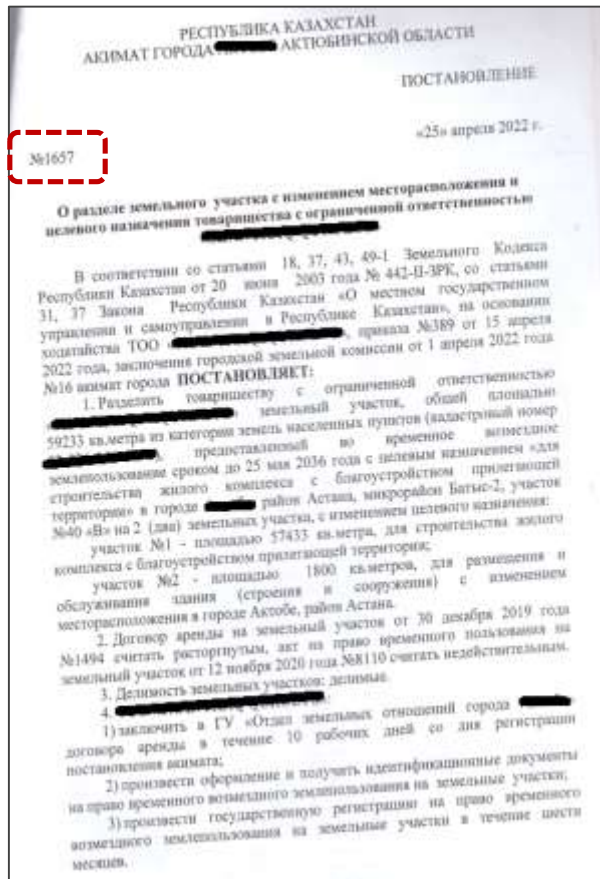 РЕСПУБЛИКА КАЗАХСТАН
АКИМАТ ГОРОДА АКТЮБИНСКОЙ ОБЛАСТИ
ПОСТАНОВЛЕНИЕ
«25» апреля 2022 г.
№1657
О разделе земельного участка с изменением месторасположения и
целевого назначения товарищества с ограниченной ответственностью
В соответствии со статьями 18, 37, 43, 49-1 Земельного Кодекса
Республики Казахстан от 20 июня 2003 года № 442-II-ЗРК, со статьями
31, 37 Закона Республики Казахстан «О местном государственном
управлении и самоуправлении в Республике Казахстан», на основании
ходатайства ТОО « , приказа №389 от 15 апреля
2022 года, заключения городской земельной комиссии от 1 апреля 2022 года
№16 акимат города ПОСТАНОВЛЯЕТ:
1. Разделить товариществу с ограниченной ответственностью
земельный участок, общей площадью
59233 кв.метра из категории земель населенных пунктов (кадастровый номер
, предоставленный во временное возмездное
землепользование сроком до 25 мая 2036 года с целевым назначением «для
строительства жилого комплекса с благоустройством прилегающей
территории» в городе район Астана, микрорайон Батыс-2, участок
№40 «В» на 2 (два) земельных участка, с изменением целевого назначения:
участок №1 - площадью 57433 кв.метра, для строительства жилого
комплекса с благоустройством прилегающей территории;
участок №2 - площадью 1800 кв.метров, для размещения и
обслуживания здания (строения и сооружения) с изменением
месторасположения в городе Актобе, район Астана.
2. Договор аренды на земельный участок от 30 декабря 2019 года
№1494 считать расторгнутым, акт на право временного пользования на
земельный участок от 12 ноября 2020 года №8110 считать недействительным.
3. Делимость земельных участков: делимые.
4.
1) заключить в ГУ «Отдел земельных отношений города
договора аренды в течение 10 рабочих дней со дня регистрации
постановления акимата;
2) произвести оформление и получить идентификационные документы
на право временного возмездного землепользования на земельные участки;
3) произвести государственную регистрацию на право временного
возмездного землепользования на земельные участки в течение шести
месяцев.